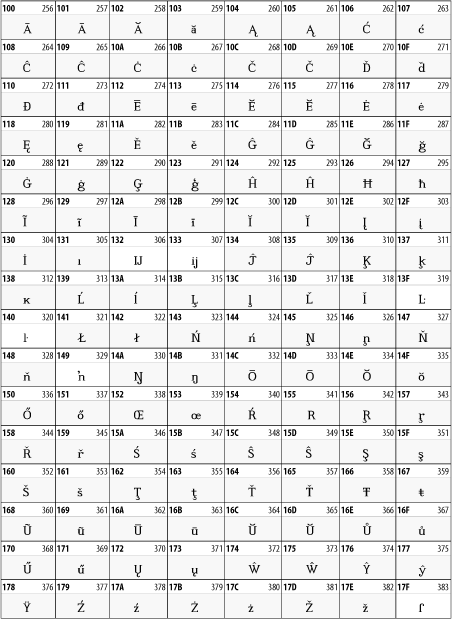 100 256 101 257 102 258 103 259 104 260 105 261 106 262 107 263
Ā Ā Ă ă Ą Ą Ć ć
108 264 109 265 10A 266 10B 267 10C 268 10D 269 10E 270 10F 271
Ĉ Ĉ Ċ ċ Č Č Ď ď
110 272 111 273 112 274 113 275 114 276 115 277 116 278 117 279
Đ đ Ē ē Ĕ Ĕ Ė ė
118 280 119 281 11A 282 11B 283 11C 284 11D 285 11E 286 11F 287
Ę ę Ě ě Ĝ Ĝ Ğ ğ
120 288 121 289 122 290 123 291 124 292 125 293 126 294 127 295
Ġ ġ Ģ ģ Ĥ Ĥ Ħ ħ
128 296 129 297 12A 298 12B 299 12C 300 12D 301 12E 302 12F 303
Ĩ ĩ Ī ī Ĭ Ĭ Į į
130 304 131 305 132 306 133 307 134 308 135 309 136 310 137 311
İ ı IJ ij Ĵ Ĵ Ķ ķ
138 312 139 313 13A 314 13B 315 13C 316 13D 317 13E 318 13F 319
ĸ Ĺ ĺ Ļ ļ Ľ ľ Ŀ
140 320 141 321 142 322 143 323 144 324 145 325 146 326 147 327
ŀ Ł ł Ń ń Ņ ņ Ň
148 328 149 329 14A 330 14B 331 14C 332 14D 333 14E 334 14F 335
ň ŉ Ŋ ŋ Ō Ō Ŏ ŏ
150 336 151 337 152 338 153 339 154 340 155 341 156 342 157 343
Ő ő Œ œ Ŕ R Ŗ ŗ
158 344 159 345 15A 346 15B 347 15C 348 15D 349 15E 350 15F 351
Ř ř Ś ś Ŝ Ŝ Ş ş
160 352 161 353 162 354 163 355 164 356 165 357 166 358 167 359
Š š Ţ ţ Ť Ť Ŧ ŧ
168 360 169 361 16A 362 16B 363 16C 364 16D 365 16E 366 16F 367
Ũ ũ Ū ū Ŭ Ŭ Ů ů
170 368 171 369 172 370 173 371 174 372 175 373 176 374 177 375
Ű ű Ų ų Ŵ Ŵ Ŷ ŷ
178 376 179 377 17A 378 17B 379 17C 380 17D 381 17E 382 17F 383
Ÿ Ź ź Ż ż Ž ž ſ